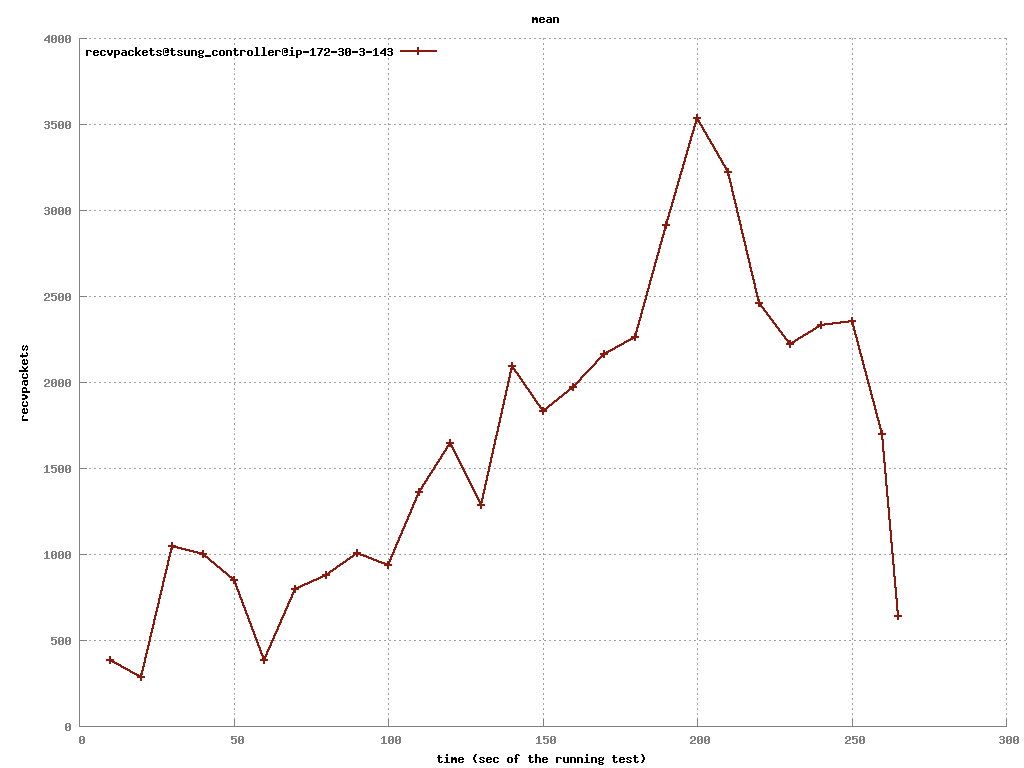 mean
4000
recvpackets@tsung_controller@ip-172-30-3-143
3500
3000
2500
2000
1500
1000
500
0
recvpackets
0 50 100 150 200 250 300
time (sec of the running test)